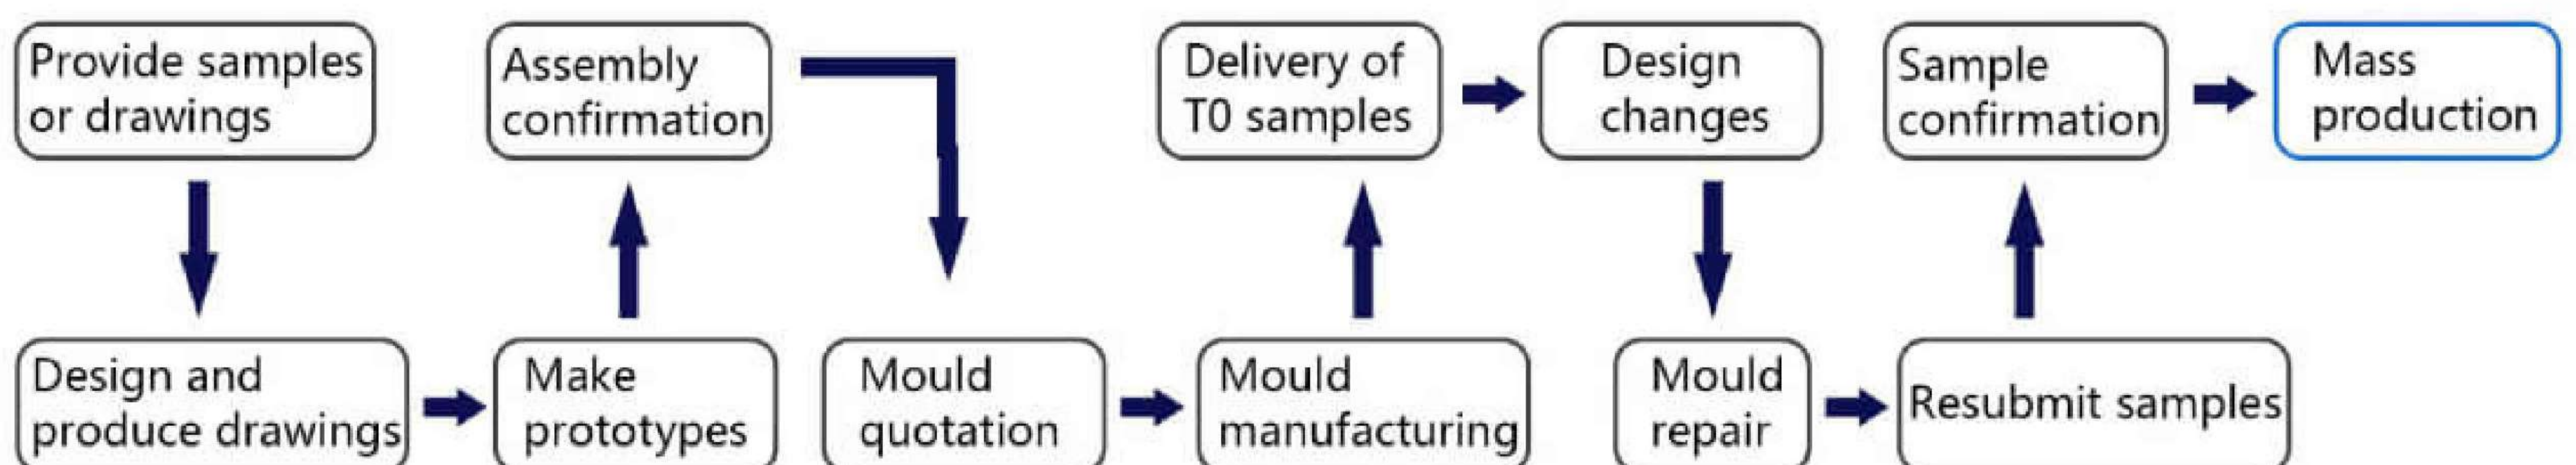 Provide samples
or drawings
Design and
produce drawings
Make
prototypes
Assembly
confirmation
Mould
quotation
Mould
manufacturing
Delivery of
T0 samples
Design
changes
Mould
repair
Resubmit samples
Sample
confirmation
Mass
production